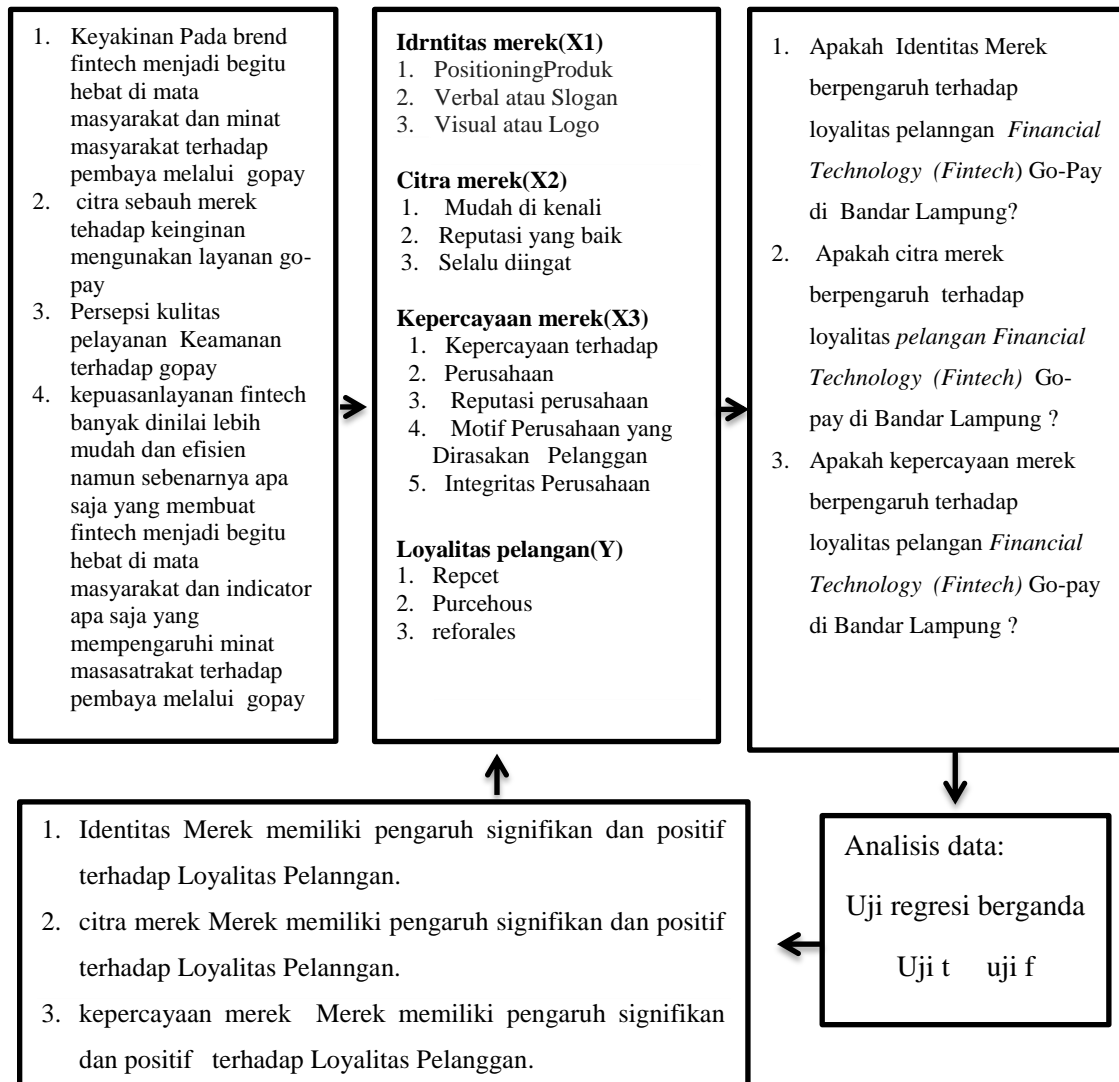 1. Keyakinan Pada brend
fintech menjadi begitu
hebat di mata
masyarakat dan minat
masyarakat terhadap
pembaya melalui gopay
2. citra sebauh merek
tehadap keinginan
mengunakan layanan go-
pay
3. Persepsi kulitas
pelayanan Keamanan
terhadap gopay
4. kepuasanlayanan fintech
banyak dinilai lebih
mudah dan efisien
namun sebenarnya apa
saja yang membuat
fintech menjadi begitu
hebat di mata
masyarakat dan indicator
apa saja yang
mempengaruhi minat
masasatrakat terhadap
pembaya melalui gopay
Idrntitas merek(X1)
1. PositioningProduk
2. Verbal atau Slogan
3. Visual atau Logo
Citra merek(X2)
1. Mudah di kenali
2. Reputasi yang baik
3. Selalu diingat
Kepercayaan merek(X3)
1. Kepercayaan terhadap
2. Perusahaan
3. Reputasi perusahaan
4. Motif Perusahaan yang
Dirasakan Pelanggan
5. Integritas Perusahaan
Loyalitas pelangan(Y)
1. Repcet
2. Purcehous
3. reforales
1. Apakah Identitas Merek
berpengaruh terhadap
loyalitas pelanngan Financial
Technology (Fintech) Go-Pay
di Bandar Lampung?
2. Apakah citra merek
berpengaruh terhadap
loyalitas pelangan Financial
Technology (Fintech) Go-
pay di Bandar Lampung ?
3. Apakah kepercayaan merek
berpengaruh terhadap
loyalitas pelangan Financial
Technology (Fintech) Go-pay
di Bandar Lampung ?
Analisis data:
Uji regresi berganda
Uji t uji f
1. Identitas Merek memiliki pengaruh signifikan dan positif
terhadap Loyalitas Pelanngan.
2. citra merek Merek memiliki pengaruh signifikan dan positif
terhadap Loyalitas Pelanngan.
3. kepercayaan merek Merek memiliki pengaruh signifikan
dan positif terhadap Loyalitas Pelanggan.